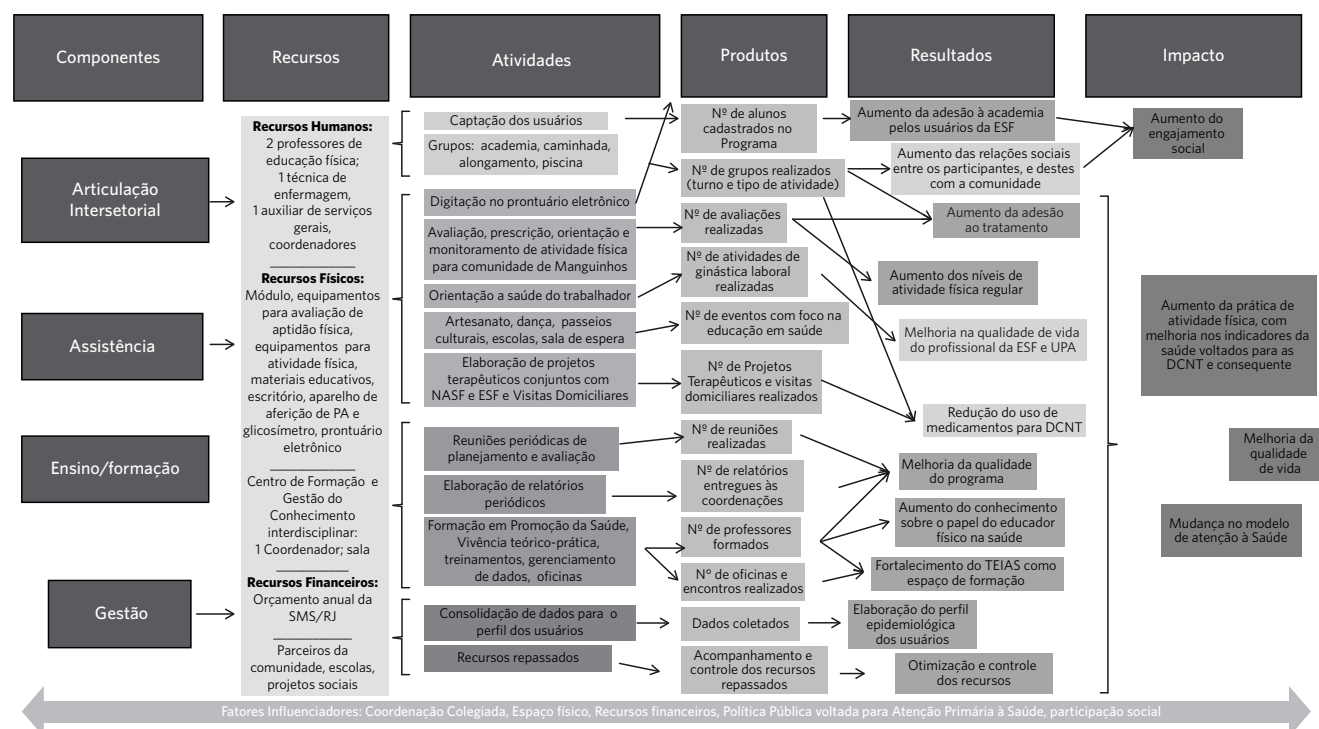 Componentes
Recursos
Atividades
Produtos
Resultados
Impacto
Articulação
Intersetorial
Assistência
Ensino/formação
Gestão
Recursos Humanos:
2 professores de
educação física;
1 técnica de
enfermagem,
1 auxiliar de serviços
gerais,
coordenadores
Recursos Físicos:
Módulo, equipamentos
para avaliação de
aptidão física,
equipamentos para
atividade física,
materiais educativos,
escritório, aparelho de
aferição de PA e
glicosímetro, prontuário
eletrônico
Centro de Formação e
Gestão do
Conhecimento
interdisciplinar:
1 Coordenador; sala
Recursos Financeiros:
Orçamento anual da
SMS/RJ
Parceiros da
comunidade, escolas,
projetos sociais
Captação dos usuários
Grupos: academia, caminhada,
alongamento, piscina
Digitação no prontuário eletrônico
Avaliação, prescrição, orientação e
monitoramento de atividade física
para comunidade de Manguinhos
Orientação a saúde do trabalhador
Artesanato, dança, passeios
culturais, escolas, sala de espera
Elaboração de projetos
terapêuticos conjuntos com
NASF e ESF e Visitas Domiciliares
Reuniões periódicas de
planejamento e avaliação
Elaboração de relatórios
periódicos
Formação em Promoção da Saúde,
Vivência teórico-prática,
treinamentos, gerenciamento
de dados, oficinas
Consolidação de dados para o
perfil dos usuários
Recursos repassados
Nº de alunos
cadastrados no
Programa
Nº de grupos realizados
(turno e tipo de atividade)
Nº de avaliações
realizadas
Nº de atividades de
ginástica laboral
realizadas
Nº de eventos com foco na
educação em saúde
Nº de Projetos
Terapêuticos e visitas
domiciliares realizados
Nº de reuniões
realizadas
Nº de relatórios
entregues às
coordenações
Nº de professores
formados
N° de oficinas e
encontros realizados
Dados coletados
Acompanhamento e
controle dos recursos
repassados
Aumento da adesão à academia
pelos usuários da ESF
Aumento das relações sociais
entre os participantes, e destes
com a comunidade
Aumento da adesão
ao tratamento
Aumento dos níveis de
atividade física regular
Melhoria na qualidade de vida
do profissional da ESF e UPA
Redução do uso de
medicamentos para DCNT
Melhoria da qualidade
do programa
Aumento do conhecimento
sobre o papel do educador
físico na saúde
Fortalecimento do TEIAS como
espaço de formação
Elaboração do perfil
epidemiológico
dos usuários
Otimização e controle
dos recursos
Aumento do
engajamento
social
Aumento da prática de
atividade física, com
melhoria nos indicadores da
saúde voltados para as
DCNT e consequente
Melhoria da
qualidade
de vida
Mudança no modelo
de atenção à Saúde
Fatores Influenciadores: Coordenação Colegiada, Espaço físico, Recursos financeiros, Política Pública voltada para Atenção Primária à Saúde, participação social